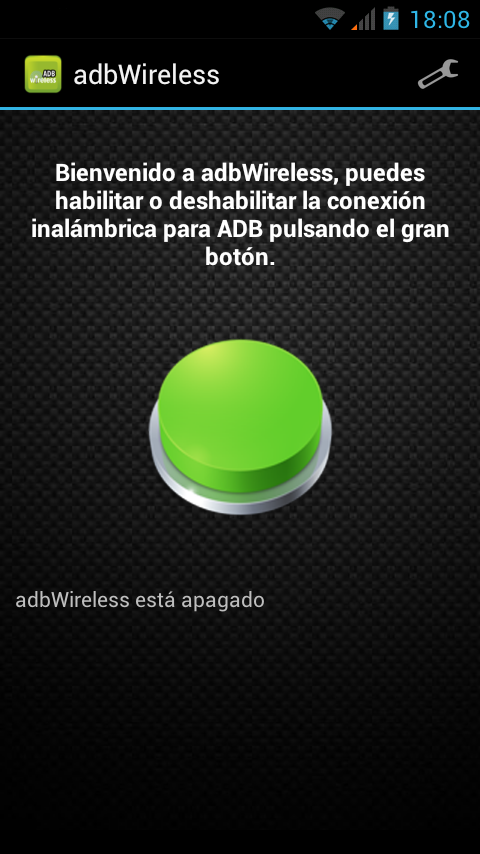 18:08
ADB
adbWireless
Bienvenido a adbWireless, puedes
habilitar o deshabilitar la conexión
inalámbrica para ADB pulsando el gran
botón.
adbWireless está apagado